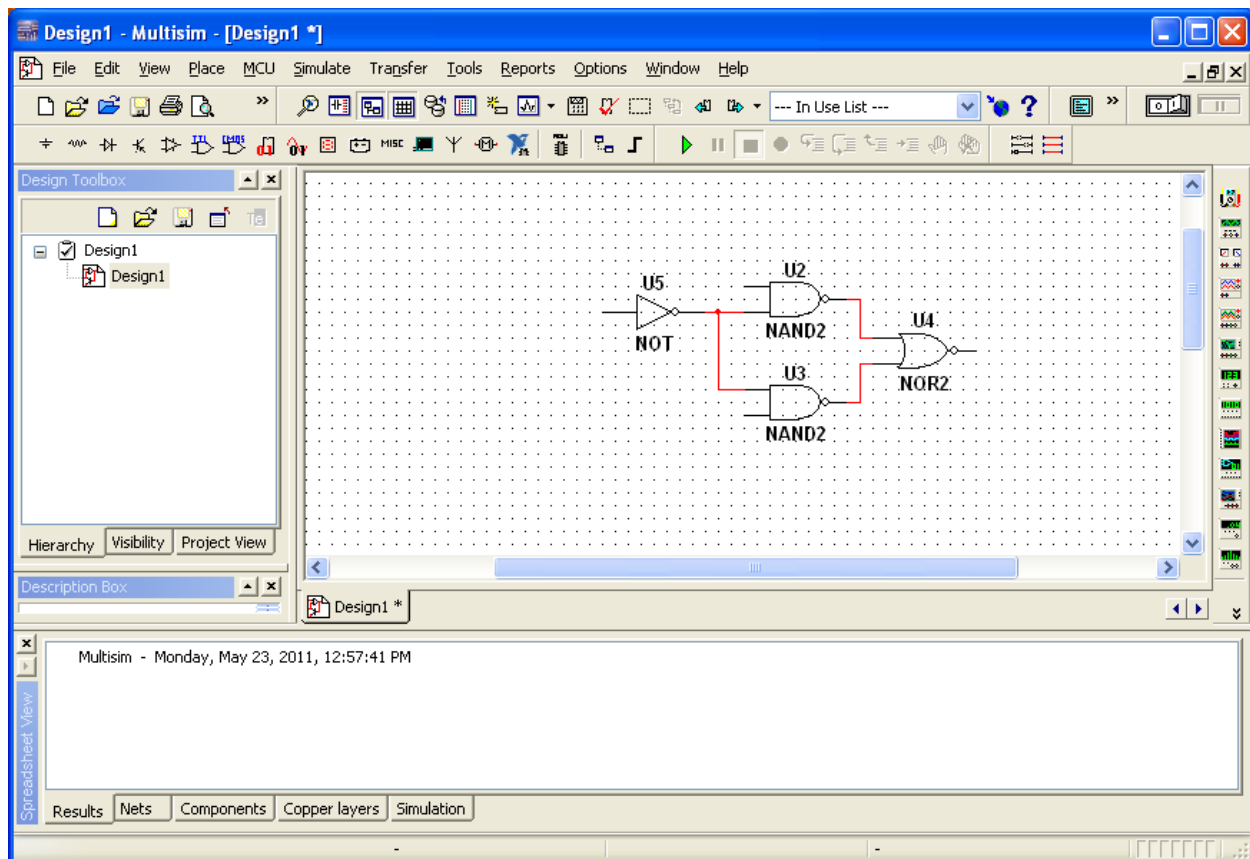 Design1 - Multisim - [Design1 *]
File Edit View Place MCU Simulate Transfer Tools Reports Options Window Help
» --- In Use List --- ? »
TTL CMOS MISC
Design Toolbox
Design1
Design1
Hierarchy Visibility Project View
Description Box
U5
NOT
U2
NAND2
U4
NOR2
U3
NAND2
Design1 *
Multisim - Monday, May 23, 2011, 12:57:41 PM
Spreadsheet View
Results Nets Components Copper layers Simulation
- -